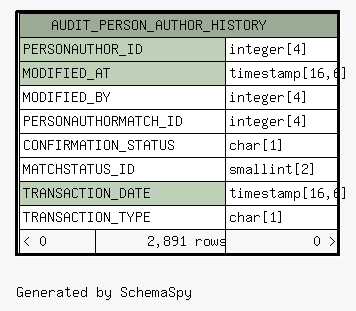 AUDIT_PERSON_AUTHOR_HISTORY
PERSONAUTHOR_ID integer[4]
MODIFIED_AT timestamp[16,6]
MODIFIED_BY integer[4]
PERSONAUTHORMATCH_ID integer[4]
CONFIRMATION_STATUS char[1]
MATCHSTATUS_ID smallint[2]
TRANSACTION_DATE timestamp[16,6]
TRANSACTION_TYPE char[1]
< 0 2,891 rows 0 >
Generated by SchemaSpy